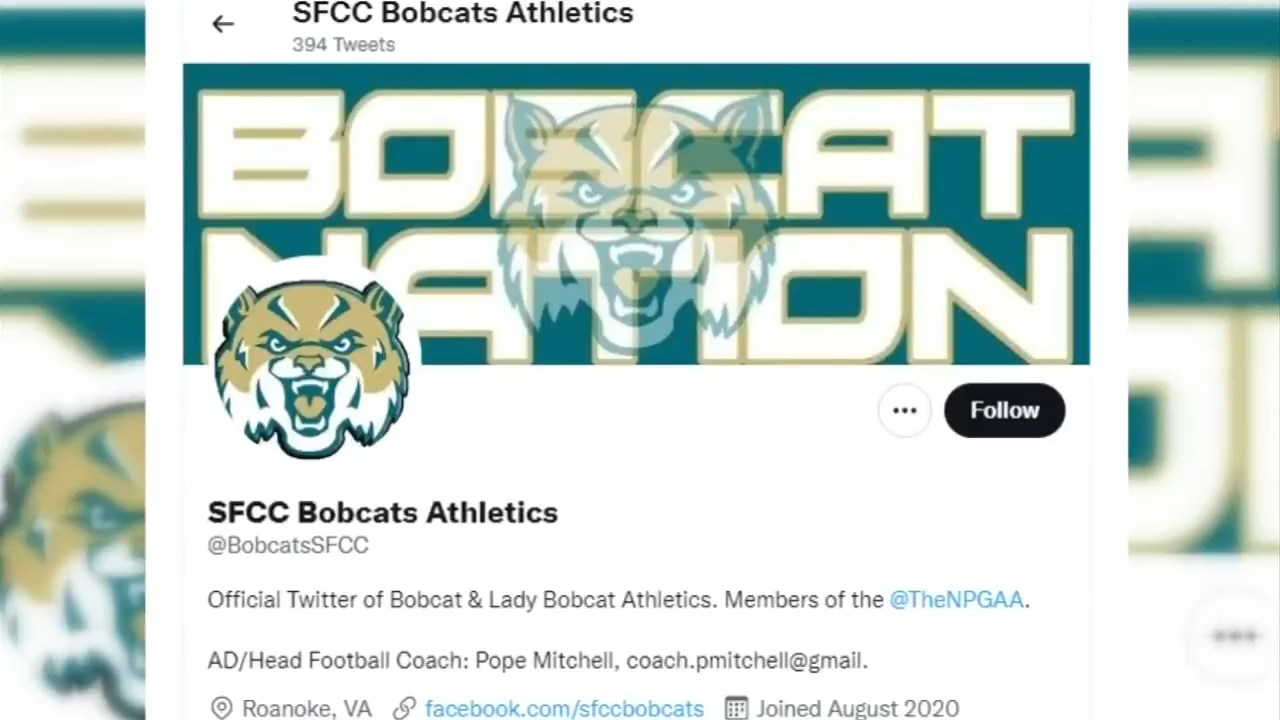 SFCC Bobcats Athletics
394 Tweets
BOBCAT
NATION
Follow
SFCC Bobcats Athletics
@BobcatsSFCC
Official Twitter of Bobcat & Lady Bobcat Athletics. Members of the @TheNPGAA.
AD/Head Football Coach: Pope Mitchell, coach.pmitchell@gmail.
Roanoke, VA facebook.com/sfccbobcats Joined August 2020